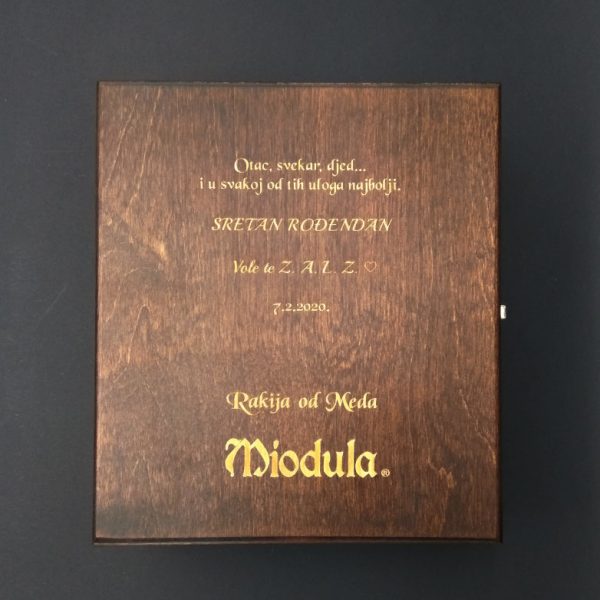 Otac, svekar, djed...
i u svakoj od tih uloga najbolji.
SRETAN ROĐENDAN
Vole te Z. A. L. Z. ♡
7.2.2020.
Rakija od Meda
Miodula®